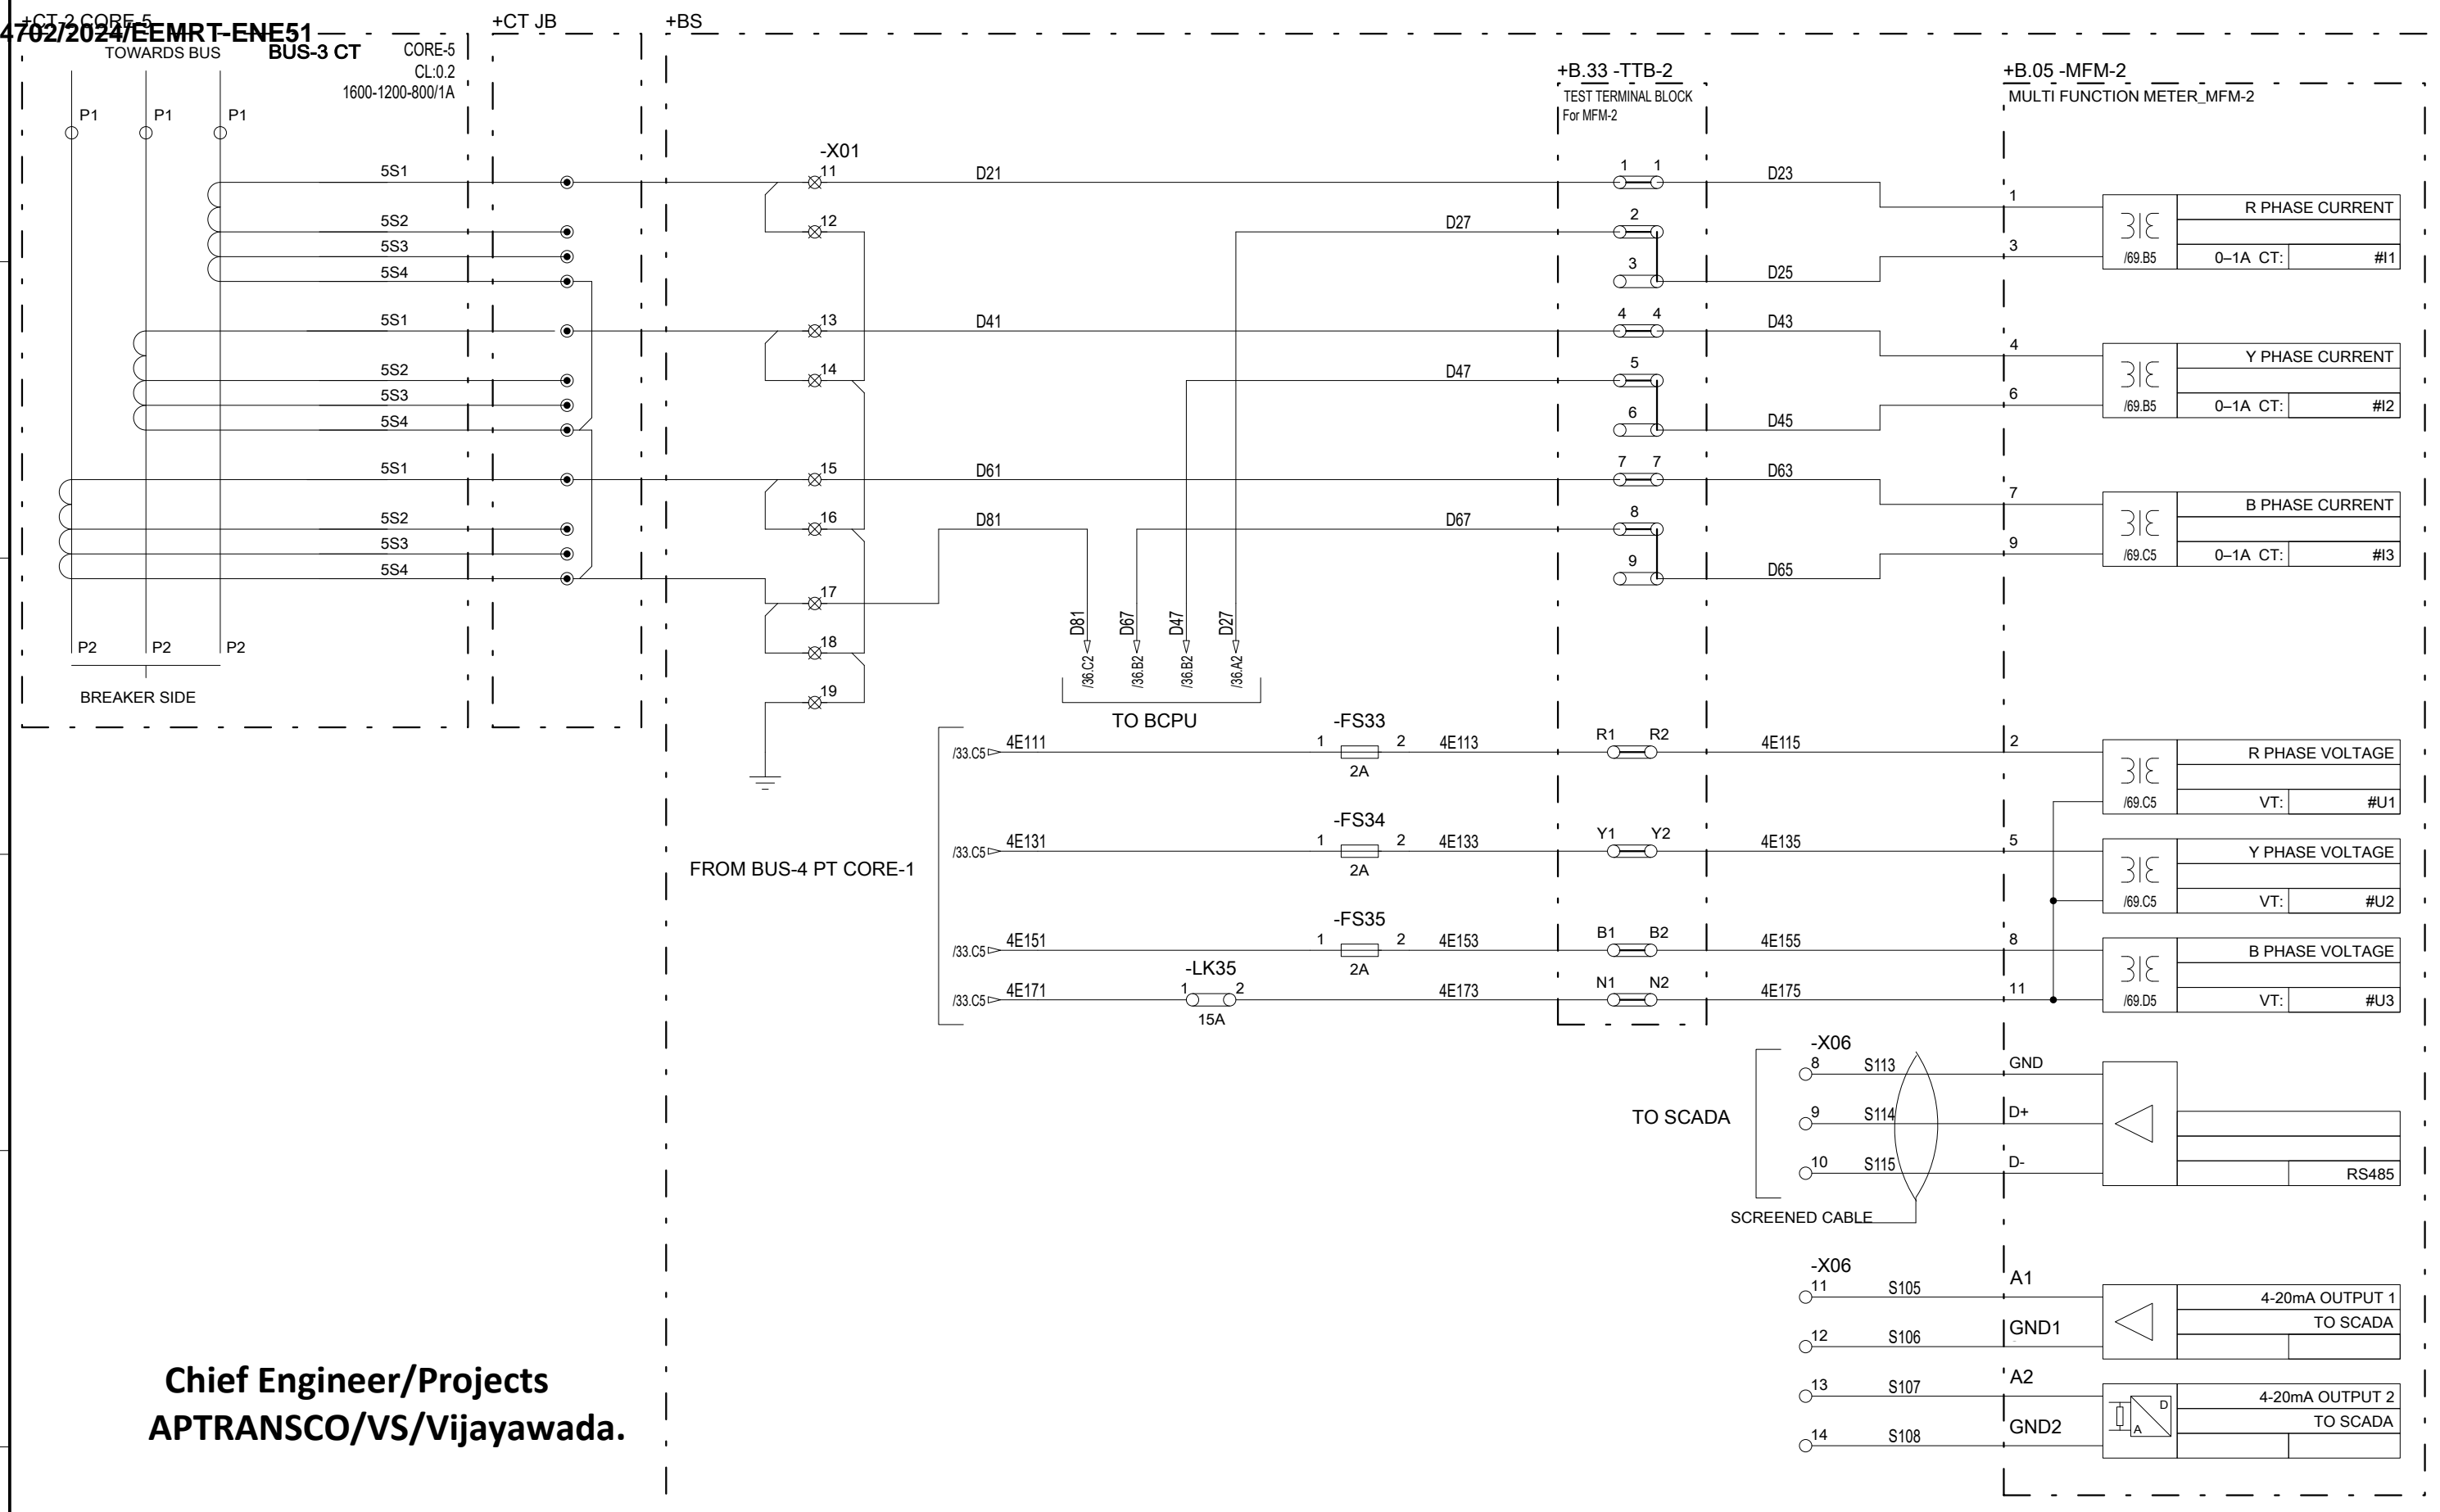 +CT-2 CORE-5
4702/2024/EEMRT-ENE51
+CT JB
+BS
TOWARDS BUS
BUS-3 CT
CORE-5
CL:0.2
1600-1200-800/1A
+B.33 -TTB-2
TEST TERMINAL BLOCK
For MFM-2
+B.05 -MFM-2
MULTI FUNCTION METER_MFM-2
P1 P1 P1
-X01
5S1 11 D21 1 1 D23 1
R PHASE CURRENT
5S2 12 D27 2
5S3 3
5S4 3 D25
/69.B5 0–1A CT: #I1
5S1 13 D41 4 4 D43 4
Y PHASE CURRENT
5S2 14 D47 5
5S3 6
5S4 6 D45
/69.B5 0–1A CT: #I2
5S1 15 D61 7 7 D63 7
B PHASE CURRENT
5S2 16 D81 D67 8
5S3 9
5S4 9 D65
/69.C5 0–1A CT: #I3
17
D81 D67 D47 D27
18
/36.C2 /36.B2 /36.B2 /36.A2
19
P2 P2 P2
BREAKER SIDE
TO BCPU
-FS33
/33.C5 4E111 1 2 4E113 R1 R2 4E115 2
2A
R PHASE VOLTAGE
/69.C5 VT: #U1
-FS34
/33.C5 4E131 1 2 4E133 Y1 Y2 4E135 5
2A
Y PHASE VOLTAGE
FROM BUS-4 PT CORE-1
/69.C5 VT: #U2
-FS35
/33.C5 4E151 1 2 4E153 B1 B2 4E155 8
2A
B PHASE VOLTAGE
-LK35
/33.C5 4E171 1 2 4E173 N1 N2 4E175 11
15A
/69.D5 VT: #U3
-X06
8 S113 GND
TO SCADA
9 S114 D+
10 S115 D-
RS485
SCREENED CABLE
-X06
11 S105 A1
4-20mA OUTPUT 1
TO SCADA
12 S106 GND1
13 S107 A2
4-20mA OUTPUT 2
TO SCADA
D
A
14 S108 GND2
Chief Engineer/Projects
APTRANSCO/VS/Vijayawada.